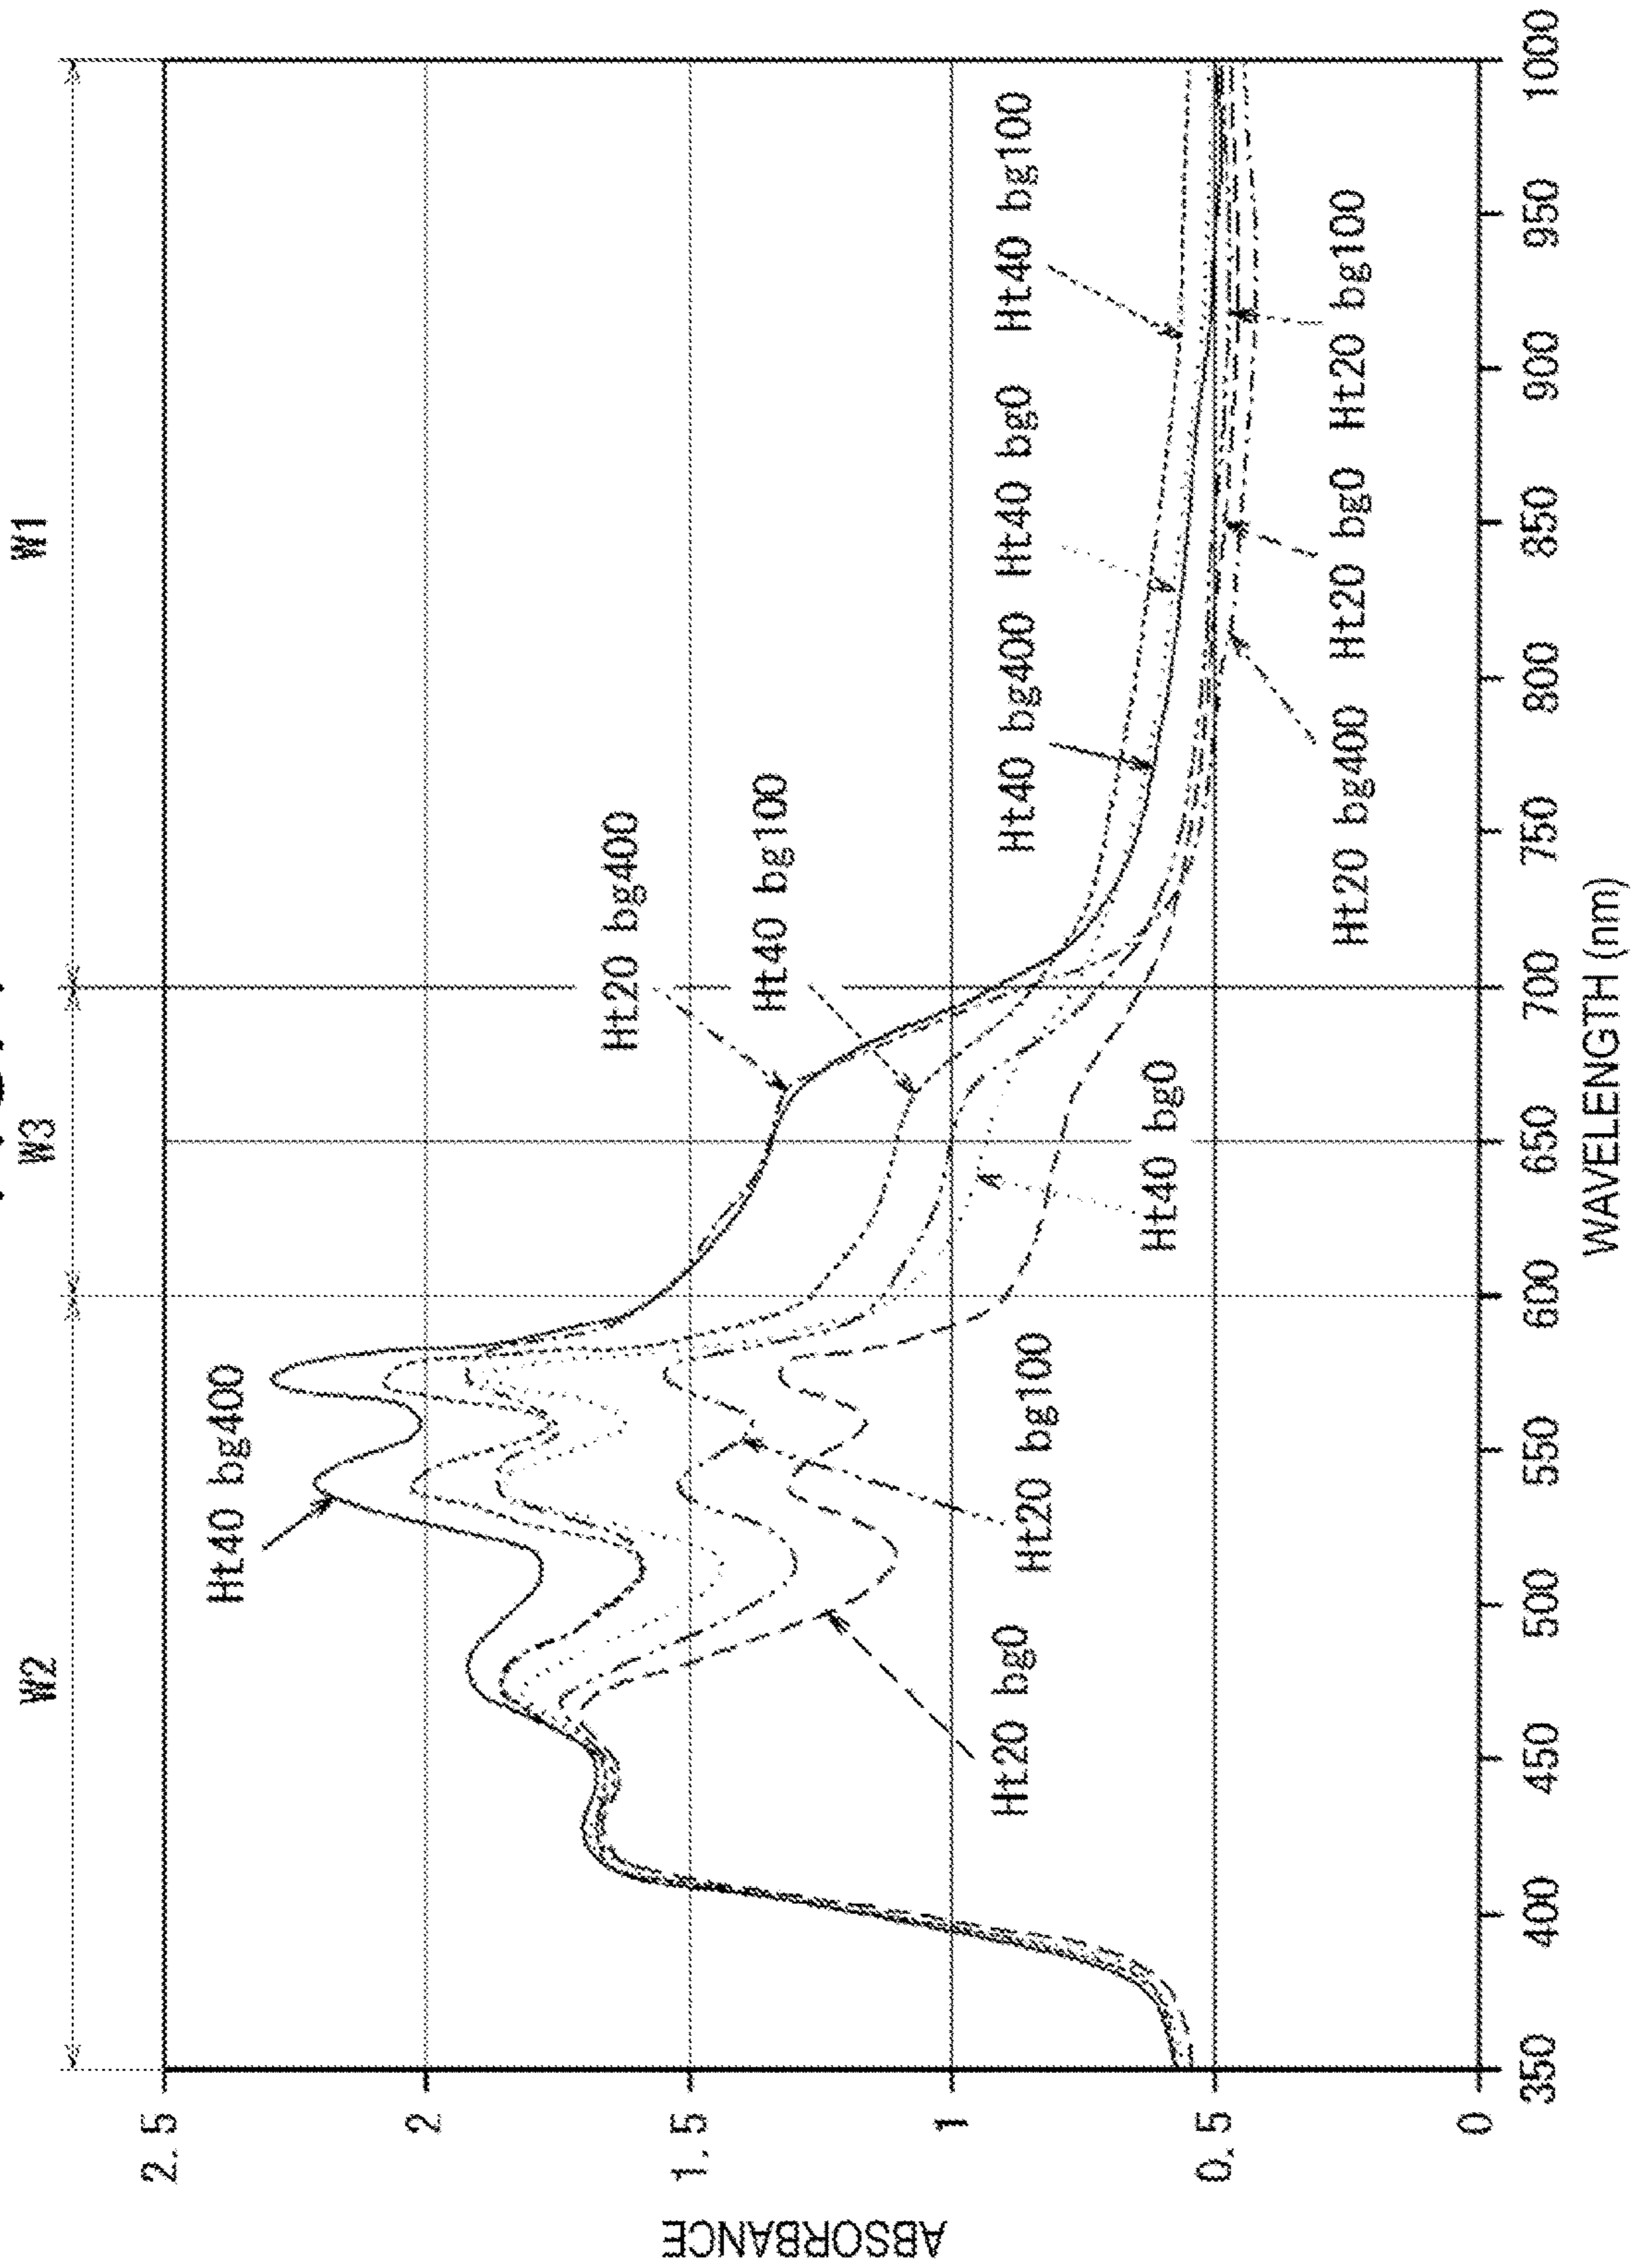 W2
W3
W1
ABSORBANCE
2.5
2
1.5
1
0.5
0
350
400
450
500
550
600
650
700
750
800
850
900
950
1000
WAVELENGTH (nm)
Ht40 bg400
Ht20 bg400
Ht40 bg100
Ht40 bg400
Ht40 bg0
Ht40 bg100
Ht20 bg0
Ht20 bg100
Ht40 bg0
Ht20 bg400
Ht20 bg0
Ht20 bg100